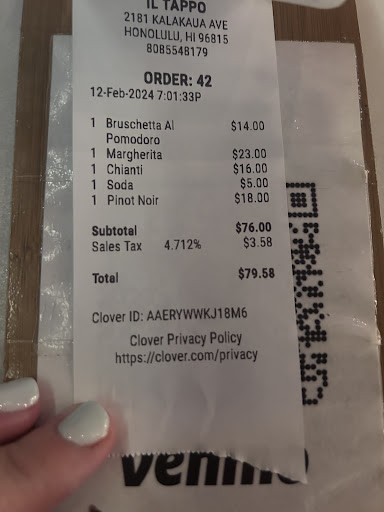 IL TAPPO
2181 KALAKAUA AVE
HONOLULU, HI 96815
8085548179
ORDER: 42
12-Feb-2024 7:01:33P
1 Bruschetta Al $14.00
Pomodoro
1 Margherita $23.00
1 Chianti $16.00
1 Soda $5.00
1 Pinot Noir $18.00
Subtotal $76.00
Sales Tax 4.712% $3.58
Total $79.58
Clover ID: AAERYWWKJ18M6
Clover Privacy Policy
https://clover.com/privacy
venmo